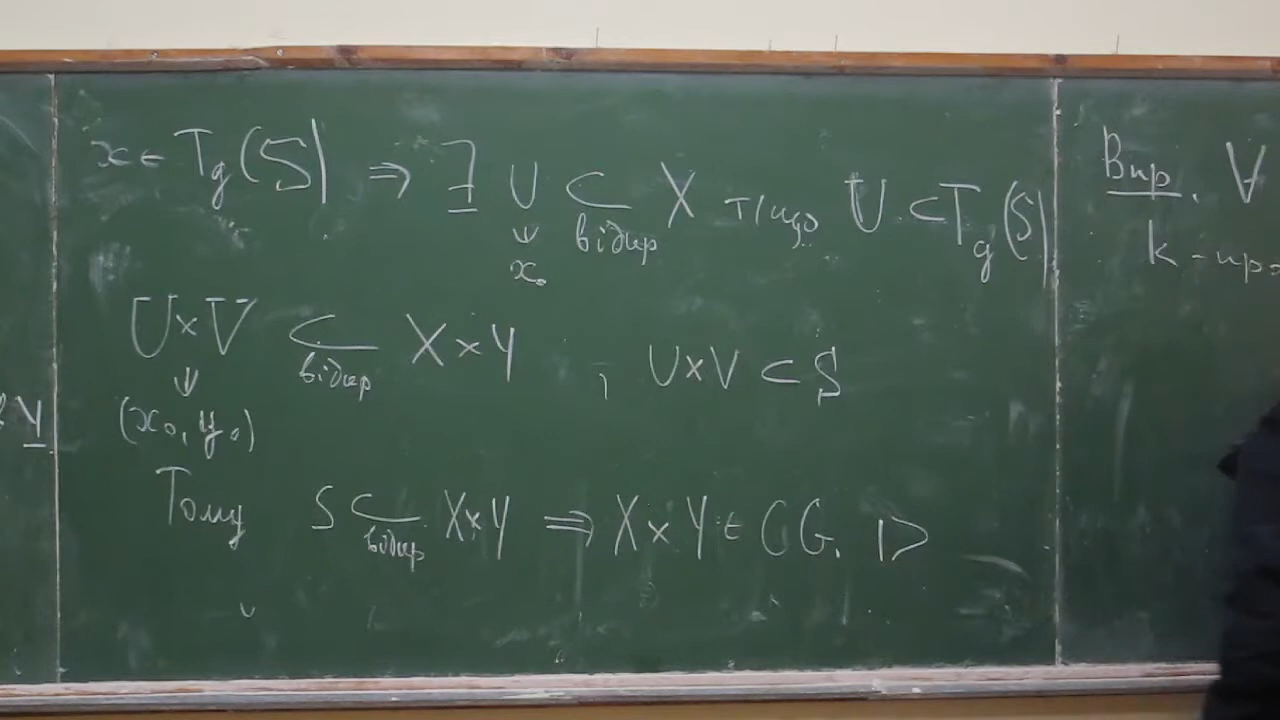 x ∈ T_g(S) ⇒ ∃ U ⊂ X т/що U ⊂ T_g(S)
відкр
x₀
U×V ⊂ X×Y і U×V ⊂ S
відкр
(x₀, y₀)
Тому S ⊂ X×Y ⇒ X×Y ∈ CG. |>
відкр
Y
Впр. ∀
k-пр